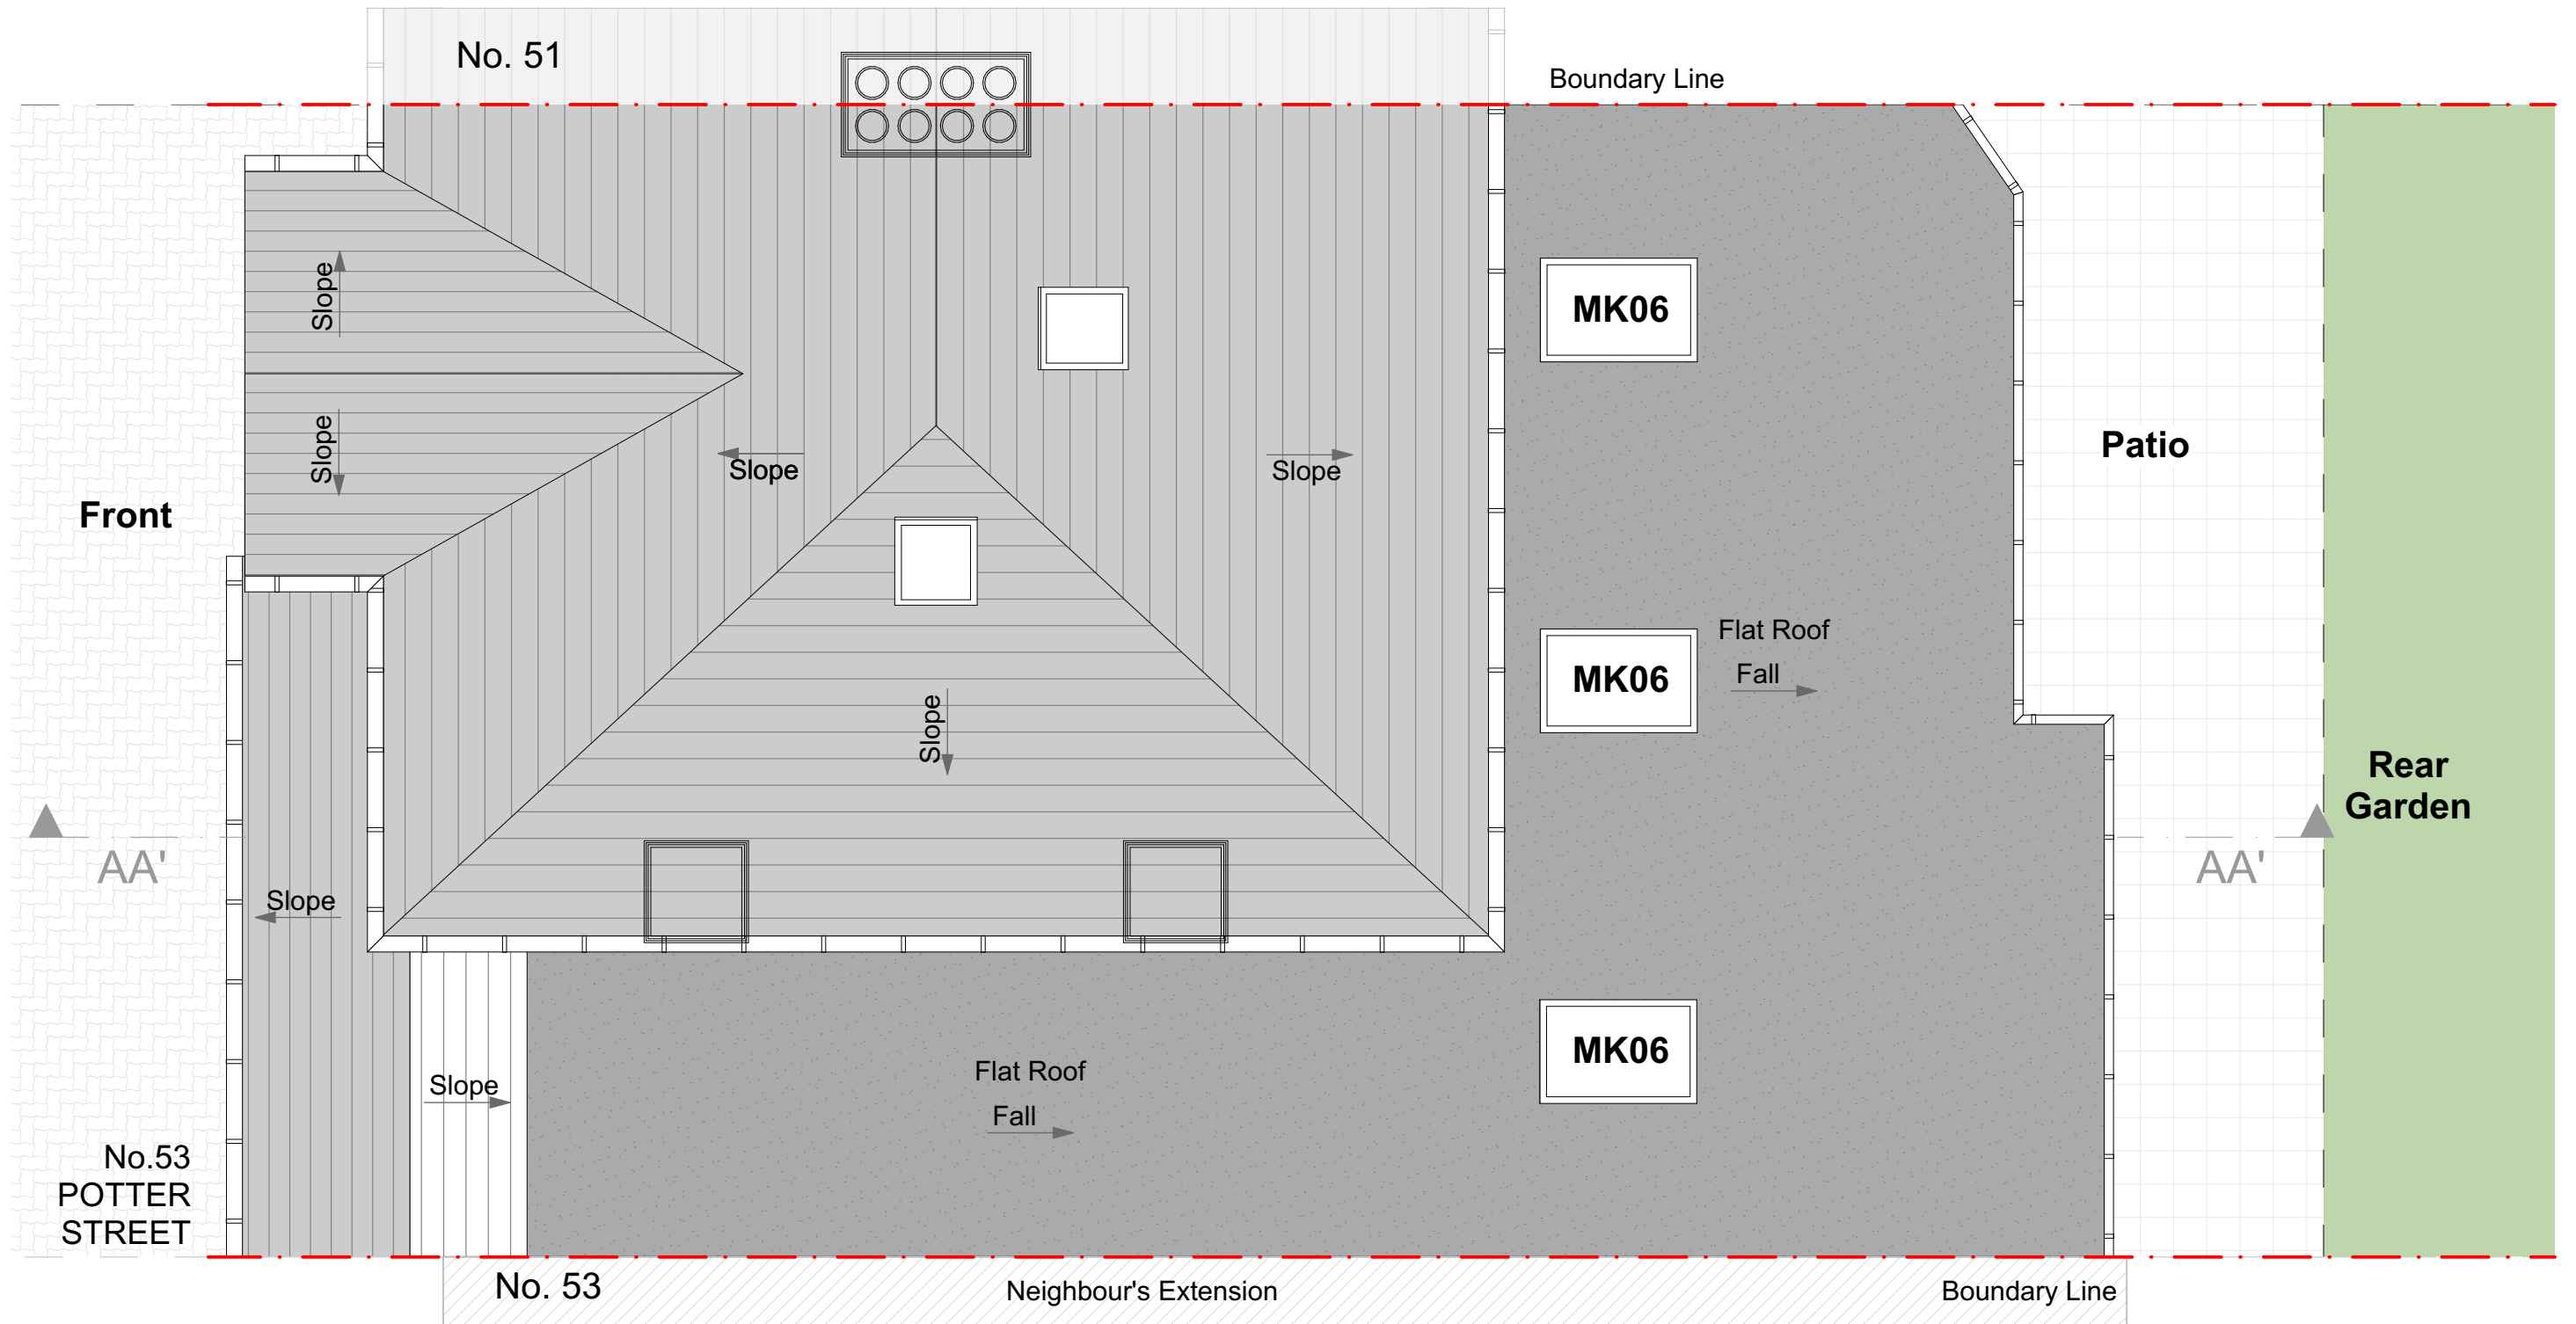 No. 51
Boundary Line
Slope
MK06
Slope
Patio
Slope
Slope
Front
Flat Roof
MK06
Fall
Slope
Rear
Garden
AA'
AA'
Slope
MK06
Flat Roof
Slope
Fall
No.53
POTTER
STREET
No. 53
Neighbour's Extension
Boundary Line